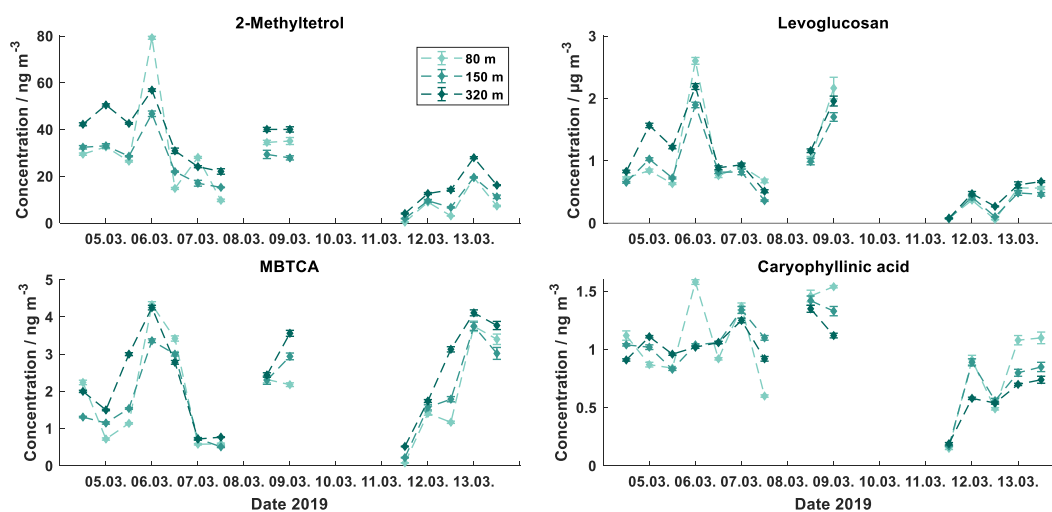 2-Methyltetrol
Concentration / ng m-3
80
60
40
20
0
80 m
150 m
320 m
05.03. 06.03. 07.03. 08.03. 09.03. 10.03. 11.03. 12.03. 13.03.
Levoglucosan
Concentration / µg m-3
3
2
1
0
05.03. 06.03. 07.03. 08.03. 09.03. 10.03. 11.03. 12.03. 13.03.
MBTCA
Concentration / ng m-3
5
4
3
2
1
0
05.03. 06.03. 07.03. 08.03. 09.03. 10.03. 11.03. 12.03. 13.03.
Date 2019
Caryophyllinic acid
Concentration / ng m-3
1.5
1
0.5
0
05.03. 06.03. 07.03. 08.03. 09.03. 10.03. 11.03. 12.03. 13.03.
Date 2019